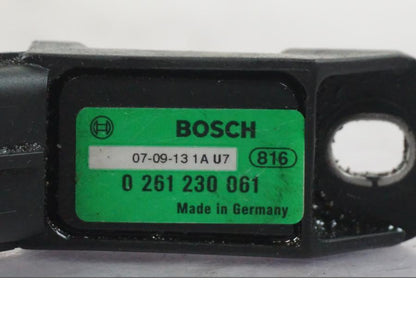 BOSCH
07-09-13 1A U7 816
0 261 230 061
Made in Germany